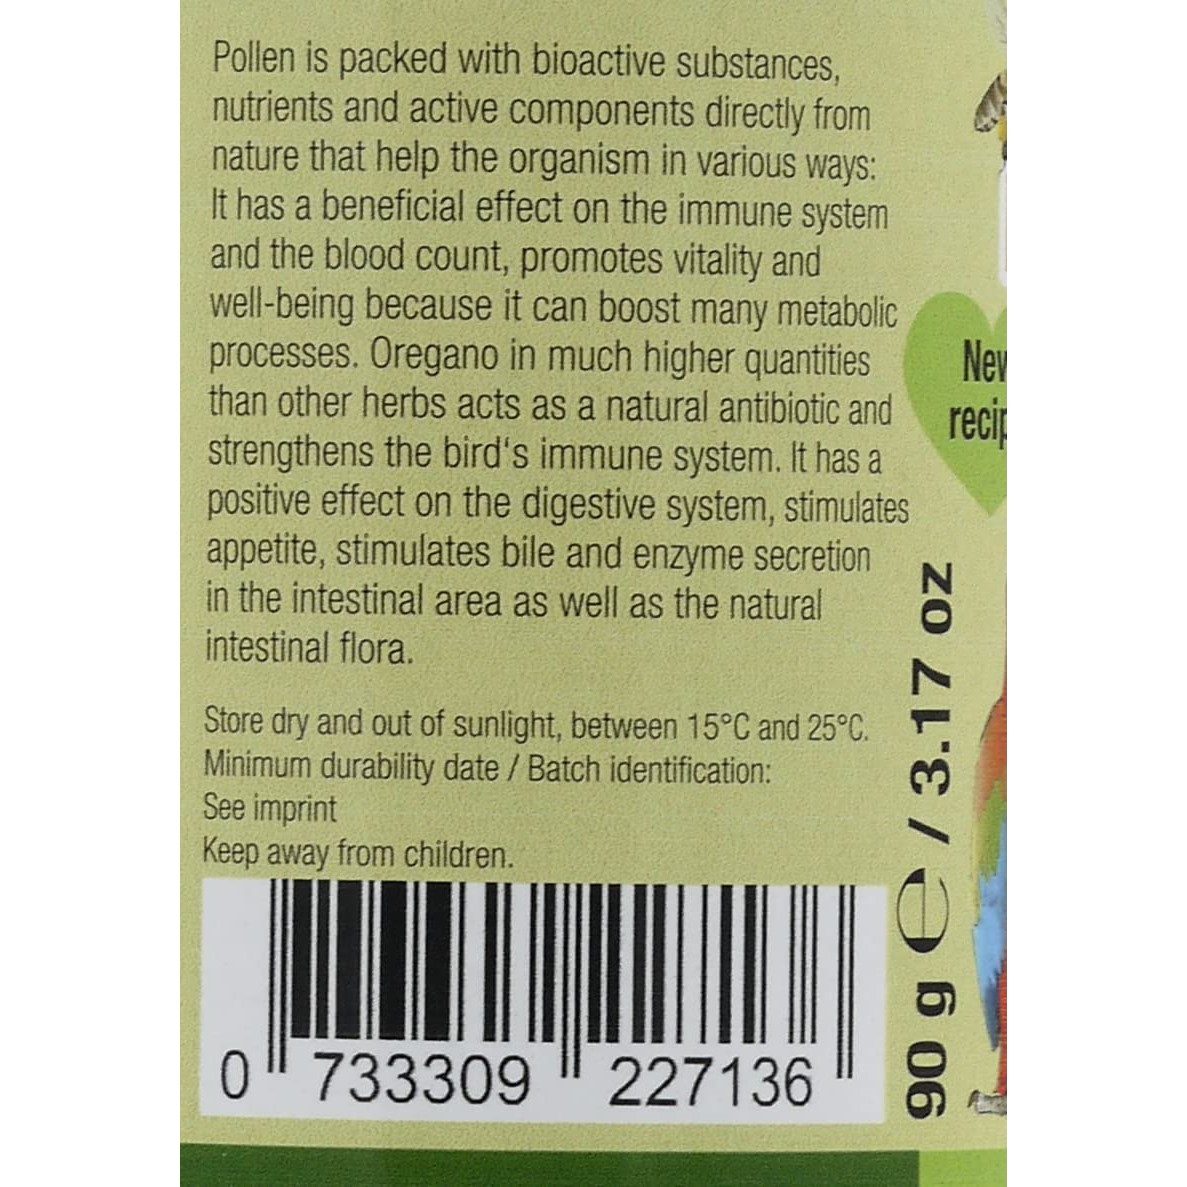 Pollen is packed with bioactive substances,
nutrients and active components directly from
nature that help the organism in various ways:
It has a beneficial effect on the immune system
and the blood count, promotes vitality and
well-being because it can boost many metabolic
processes. Oregano in much higher quantities
than other herbs acts as a natural antibiotic and
strengthens the bird's immune system. It has a
positive effect on the digestive system, stimulates
appetite, stimulates bile and enzyme secretion
in the intestinal area as well as the natural
intestinal flora.
Store dry and out of sunlight, between 15°C and 25°C.
Minimum durability date / Batch identification:
See imprint
Keep away from children.
0 733309 227136
90 g ℮ / 3.17 oz